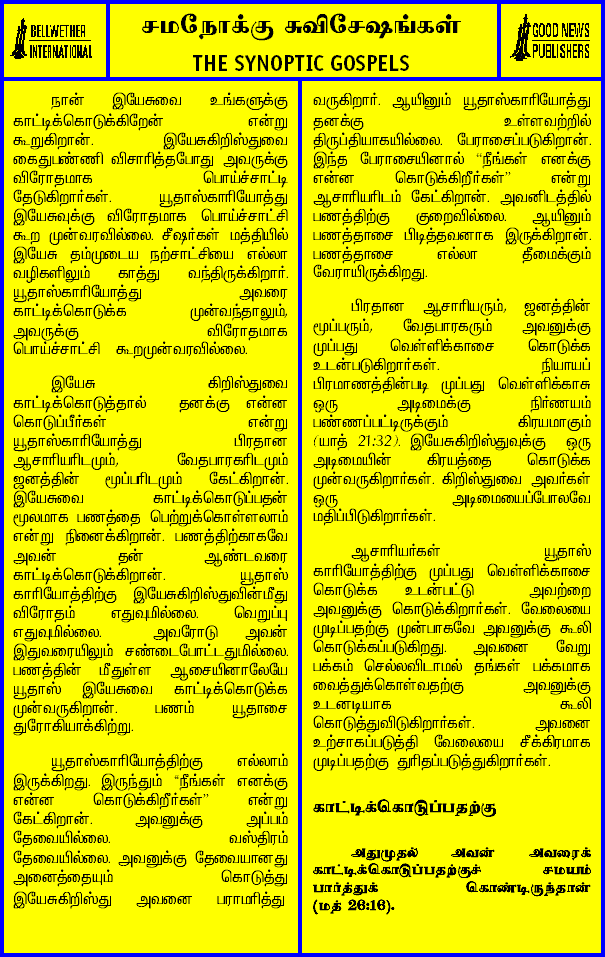 BELLWETHER
INTERNATIONAL
சமநோக்கு சுவிசேஷங்கள்
THE SYNOPTIC GOSPELS
GOOD NEWS
PUBLISHERS
நான் இயேசுவை உங்களுக்கு
காட்டிக்கொடுக்கிறேன் என்று
கூறுகிறான். இயேசுகிறிஸ்துவை
கைதுபண்ணி விசாரித்தபோது அவருக்கு
விரோதமாக பொய்ச்சாட்டி
தேடுகிறார்கள். யூதாஸ்காரியோத்து
இயேசுவுக்கு விரோதமாக பொய்ச்சாட்சி
கூற முன்வரவில்லை. சீஷர்கள் மத்தியில்
இயேசு தம்முடைய நற்சாட்சியை எல்லா
வழிகளிலும் காத்து வந்திருக்கிறார்.
யூதாஸ்காரியோத்து அவரை
காட்டிக்கொடுக்க முன்வந்தாலும்,
அவருக்கு விரோதமாக
பொய்ச்சாட்சி கூறமுன்வரவில்லை.
இயேசு கிறிஸ்துவை
காட்டிக்கொடுத்தால் தனக்கு என்ன
கொடுப்பீர்கள் என்று
யூதாஸ்காரியோத்து பிரதான
ஆசாரியரிடமும், வேதபாரகரிடமும்
ஜனத்தின் மூப்பரிடமும் கேட்கிறான்.
இயேசுவை காட்டிக்கொடுப்பதன்
மூலமாக பணத்தை பெற்றுக்கொள்ளலாம்
என்று நினைக்கிறான். பணத்திற்காகவே
அவன் தன் ஆண்டவரை
காட்டிக்கொடுக்கிறான். யூதாஸ்
காரியோத்திற்கு இயேசுகிறிஸ்துவின்மீது
விரோதம் எதுவுமில்லை. வெறுப்பு
எதுவுமில்லை. அவரோடு அவன்
இதுவரையிலும் சண்டைபோட்டதுமில்லை.
பணத்தின் மீதுள்ள ஆசையினாலேயே
யூதாஸ் இயேசுவை காட்டிக்கொடுக்க
முன்வருகிறான். பணம் யூதாசை
துரோகியாக்கிற்று.
யூதாஸ்காரியோத்திற்கு எல்லாம்
இருக்கிறது. இருந்தும் “நீங்கள் எனக்கு
என்ன கொடுக்கிறீர்கள்” என்று
கேட்கிறான். அவனுக்கு அப்பம்
தேவையில்லை. வஸ்திரம்
தேவையில்லை. அவனுக்கு தேவையானது
அனைத்தையும் கொடுத்து
இயேசுகிறிஸ்து அவனை பராமரித்து
வருகிறார். ஆயினும் யூதாஸ்காரியோத்து
தனக்கு உள்ளவற்றில்
திருப்தியாகயில்லை. பேராசைப்படுகிறான்.
இந்த பேராசையினால் “நீங்கள் எனக்கு
என்ன கொடுக்கிறீர்கள்” என்று
ஆசாரியரிடம் கேட்கிறான். அவனிடத்தில்
பணத்திற்கு குறைவில்லை. ஆயினும்
பணத்தாசை பிடித்தவனாக இருக்கிறான்.
பணத்தாசை எல்லா தீமைக்கும்
வேராயிருக்கிறது.
பிரதான ஆசாரியரும், ஜனத்தின்
மூப்பரும், வேதபாரகரும் அவனுக்கு
முப்பது வெள்ளிக்காசை கொடுக்க
உடன்படுகிறார்கள். நியாயப்
பிரமாணத்தின்படி முப்பது வெள்ளிக்காசு
ஒரு அடிமைக்கு நிர்ணயம்
பண்ணப்பட்டிருக்கும் கிரயமாகும்
(யாத் 21:32). இயேசுகிறிஸ்துவுக்கு ஒரு
அடிமையின் கிரயத்தை கொடுக்க
முன்வருகிறார்கள். கிறிஸ்துவை அவர்கள்
ஒரு அடிமையைப்போலவே
மதிப்பிடுகிறார்கள்.
ஆசாரியர்கள் யூதாஸ்
காரியோத்திற்கு முப்பது வெள்ளிக்காசை
கொடுக்க உடன்பட்டு அவற்றை
அவனுக்கு கொடுக்கிறார்கள். வேலையை
முடிப்பதற்கு முன்பாகவே அவனுக்கு கூலி
கொடுக்கப்படுகிறது. அவனை வேறு
பக்கம் செல்லவிடாமல் தங்கள் பக்கமாக
வைத்துக்கொள்வதற்கு அவனுக்கு
உடனடியாக கூலி
கொடுத்துவிடுகிறார்கள். அவனை
உற்சாகப்படுத்தி வேலையை சீக்கிரமாக
முடிப்பதற்கு துரிதப்படுத்துகிறார்கள்.
காட்டிக்கொடுப்பதற்கு
அதுமுதல் அவன் அவரைக்
காட்டிக்கொடுப்பதற்குச் சமயம்
பார்த்துக் கொண்டிருந்தான்
(மத் 26:16).